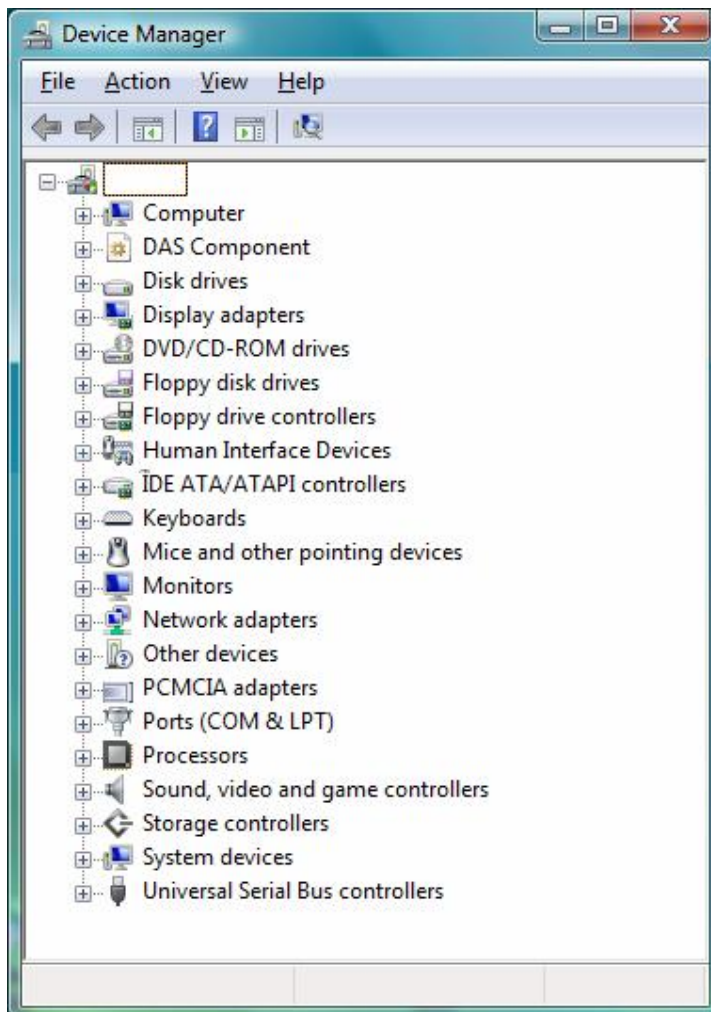 Device Manager
File Action View Help
Computer
DAS Component
Disk drives
Display adapters
DVD/CD-ROM drives
Floppy disk drives
Floppy drive controllers
Human Interface Devices
IDE ATA/ATAPI controllers
Keyboards
Mice and other pointing devices
Monitors
Network adapters
Other devices
PCMCIA adapters
Ports (COM & LPT)
Processors
Sound, video and game controllers
Storage controllers
System devices
Universal Serial Bus controllers